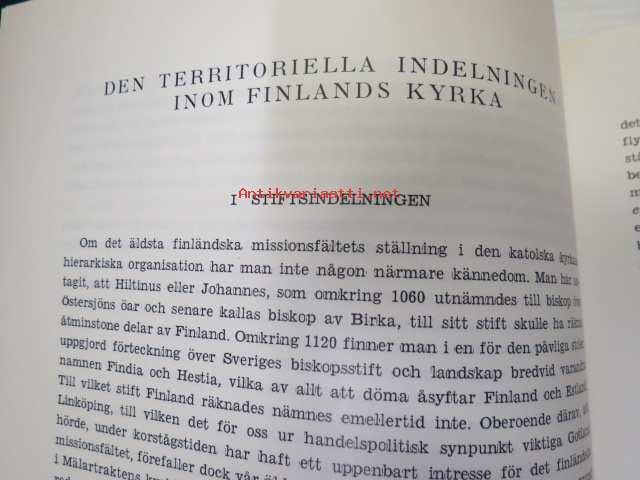 DEN TERRITORIELLA INDELNINGEN
INOM FINLANDS KYRKA
Antikvariaatti.net
I STIFTSINDELNINGEN
Om det äldsta finländska missionsfältets ställning i den katolska
hierarkiska organisation har man inte någon närmare kännedom. Man har
tagit, att Hiltinus eller Johannes, som omkring 1060 utnämndes till biskop
Östersjöns öar och senare kallas biskop av Birka, till sitt stift skulle ha
åtminstone delar av Finland. Omkring 1120 finner man i en för den påvliga
uppgjord förteckning över Sveriges biskopsstift och landskap bredvid
namnen Findia och Hestia, vilka av allt att döma åsyftar Finland och
Till vilket stift Finland räknades nämnes emellertid inte. Oberoende därav,
Linköping, till vilken det för oss ur handelspolitisk synpunkt viktiga
hörde, under korstågstiden har haft ett uppenbart intresse för det
missionsfältet, förefaller dock vår
i Mälartraktens
det
fly
stä
be
m
e
e